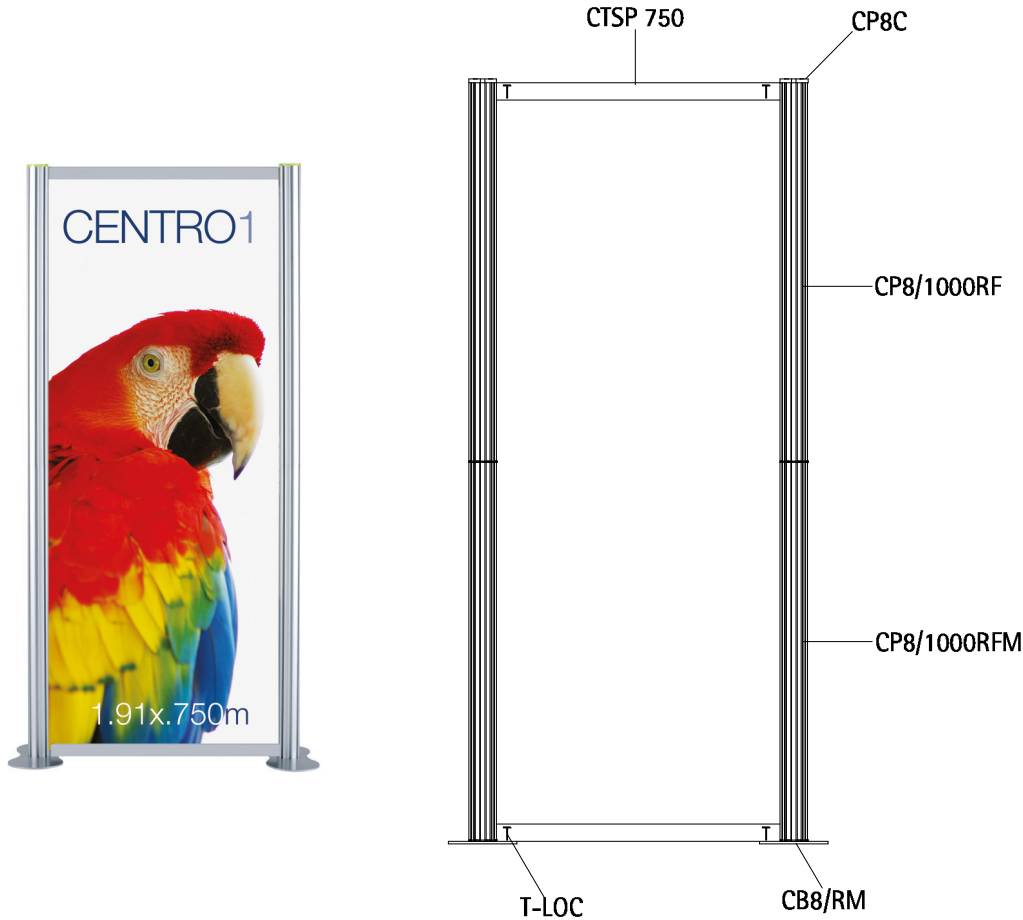 CTSP 750
CP8C
CENTRO1
CP8/1000RF
CP8/1000RFM
1.91x.750m
T-LOC
CB8/RM